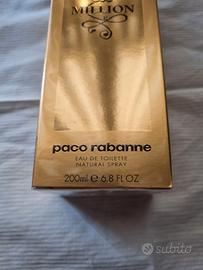 MILLION
paco rabanne
EAU DE TOILETTE
NATURAL SPRAY
200ml e 6.8 FL OZ
subito